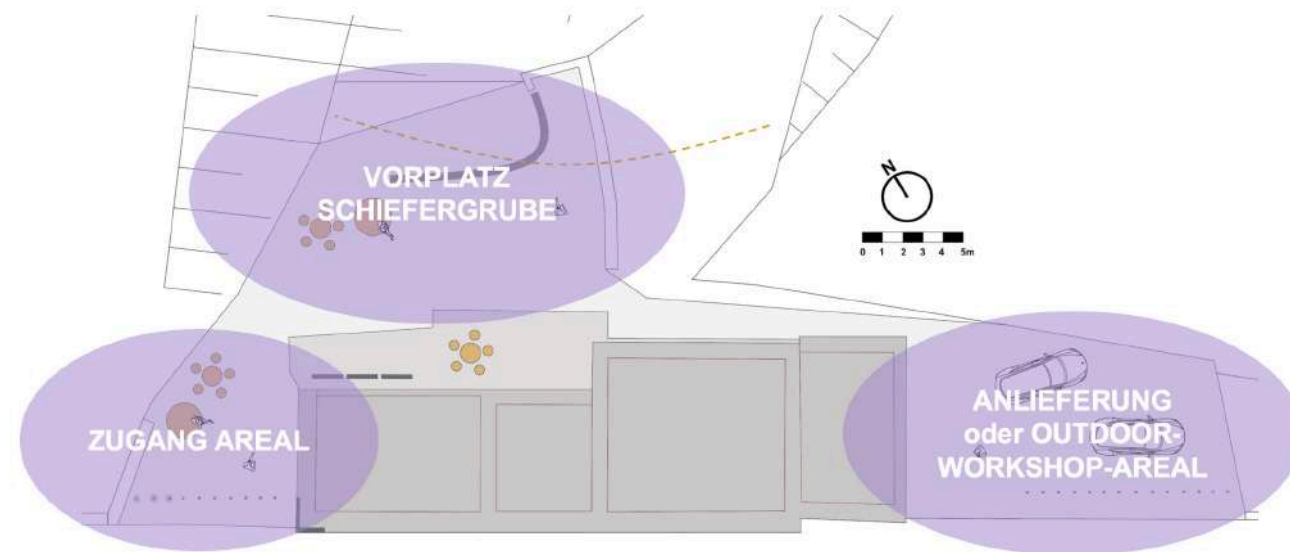 VORPLATZ
SCHIEFERGRUBE
N
0 1 2 3 4 5m
ZUGANG AREAL
ANLIEFERUNG
oder OUTDOOR-
WORKSHOP-AREAL